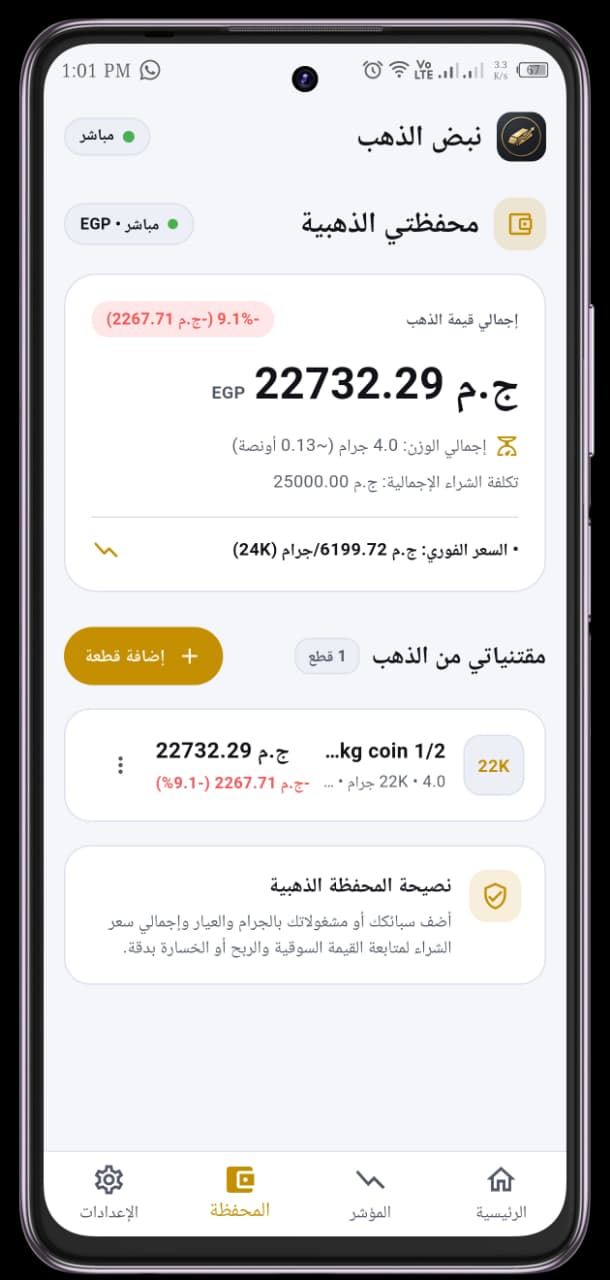 1:01 PM
Vo LTE
3.3 K/s
67
نبض الذهب
مباشر
محفظتي الذهبية
مباشر • EGP
إجمالي قيمة الذهب
-9.1% (-ج.م 2267.71)
ج.م 22732.29 EGP
إجمالي الوزن: 4.0 جرام (~0.13 أونصة)
تكلفة الشراء الإجمالية: ج.م 25000.00
• السعر الفوري: ج.م 6199.72/جرام (24K)
مقتنياتي من الذهب
1 قطع
+ إضافة قطعة
22K
1/2 kg coin...
ج.م 22732.29
4.0 جرام • 22K • ...
-ج.م 2267.71 (-9.1%)
نصيحة المحفظة الذهبية
أضف سبائكك أو مشغولاتك بالجرام والعيار وإجمالي سعر
الشراء لمتابعة القيمة السوقية والربح أو الخسارة بدقة.
الرئيسية
المؤشر
المحفظة
الإعدادات